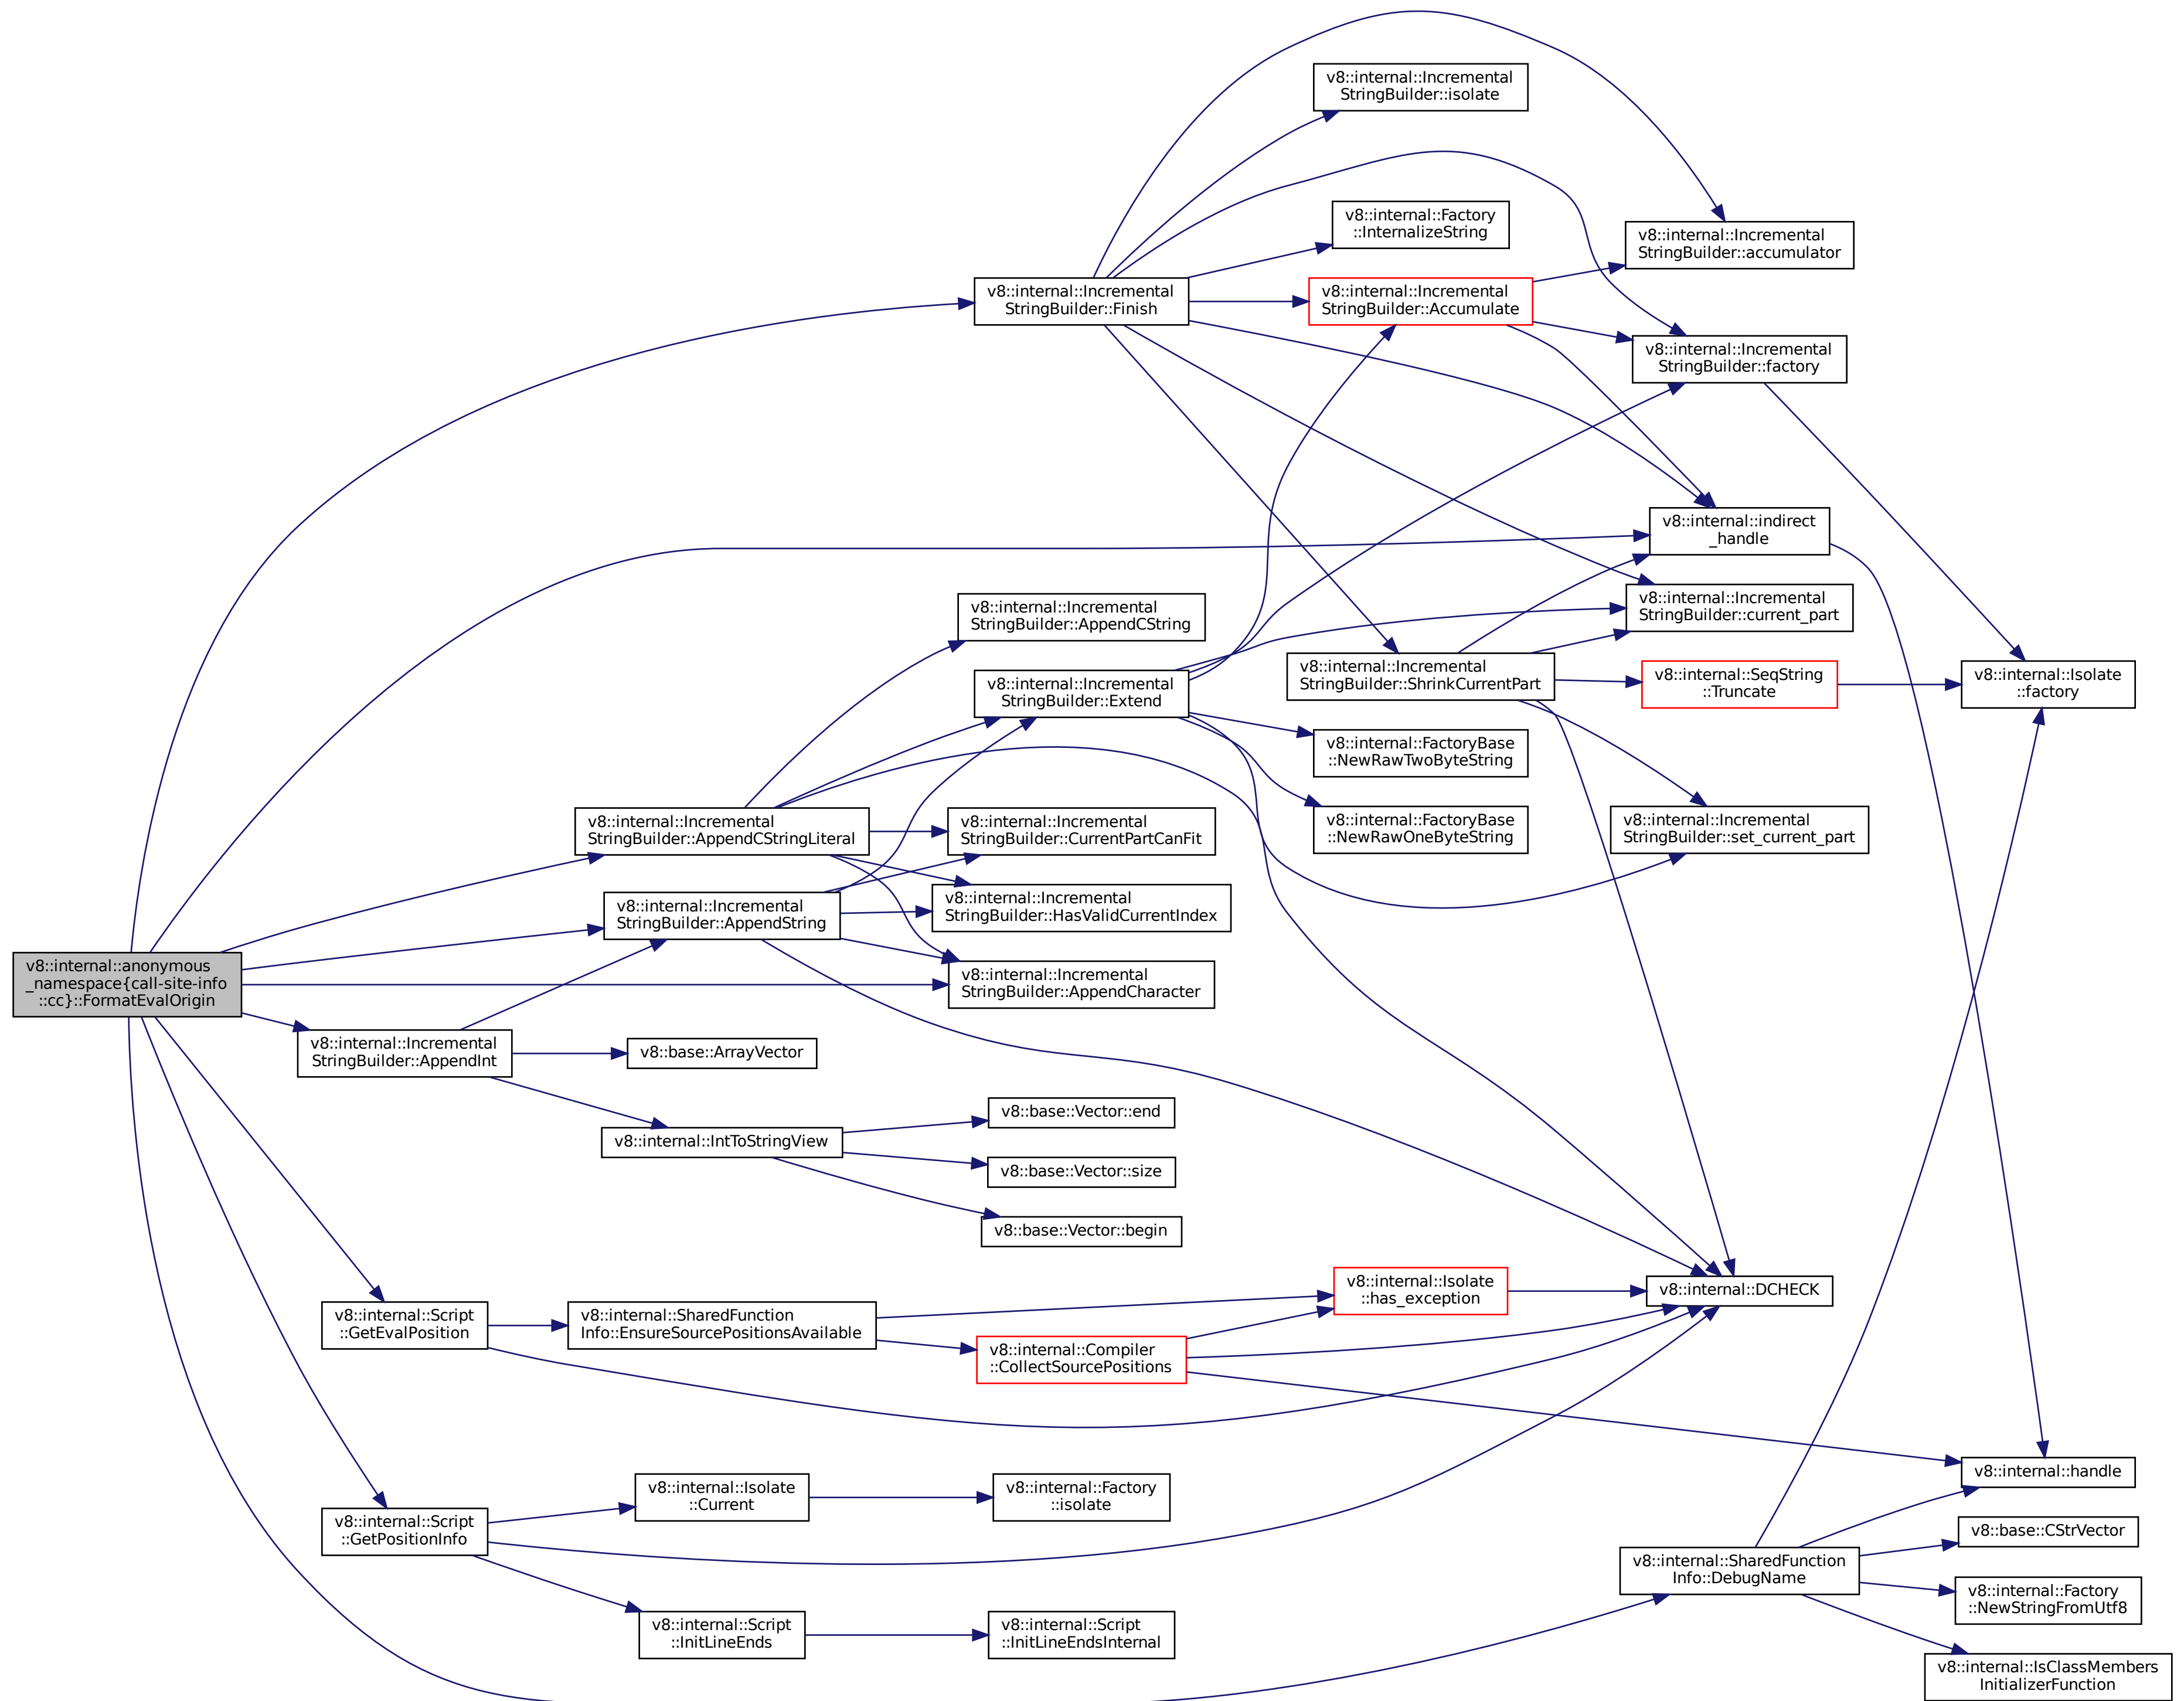 v8::internal::Incremental
StringBuilder::isolate
v8::internal::Factory
::InternalizeString
v8::internal::Incremental
StringBuilder::accumulator
v8::internal::Incremental
StringBuilder::Finish
v8::internal::Incremental
StringBuilder::Accumulate
v8::internal::Incremental
StringBuilder::factory
v8::internal::indirect
_handle
v8::internal::Incremental
StringBuilder::AppendCString
v8::internal::Incremental
StringBuilder::current_part
v8::internal::Incremental
StringBuilder::Extend
v8::internal::Incremental
StringBuilder::ShrinkCurrentPart
v8::internal::SeqString
::Truncate
v8::internal::Isolate
::factory
v8::internal::FactoryBase
::NewRawTwoByteString
v8::internal::Incremental
StringBuilder::AppendCStringLiteral
v8::internal::Incremental
StringBuilder::CurrentPartCanFit
v8::internal::FactoryBase
::NewRawOneByteString
v8::internal::Incremental
StringBuilder::set_current_part
v8::internal::Incremental
StringBuilder::AppendString
v8::internal::Incremental
StringBuilder::HasValidCurrentIndex
v8::internal::anonymous
_namespace{call-site-info
::cc}::FormatEvalOrigin
v8::internal::Incremental
StringBuilder::AppendCharacter
v8::internal::Incremental
StringBuilder::AppendInt
v8::base::ArrayVector
v8::base::Vector::end
v8::internal::IntToStringView
v8::base::Vector::size
v8::base::Vector::begin
v8::internal::Isolate
::has_exception
v8::internal::DCHECK
v8::internal::Script
::GetEvalPosition
v8::internal::SharedFunction
Info::EnsureSourcePositionsAvailable
v8::internal::Compiler
::CollectSourcePositions
v8::internal::handle
v8::internal::Isolate
::Current
v8::internal::Factory
::isolate
v8::internal::Script
::GetPositionInfo
v8::base::CStrVector
v8::internal::SharedFunction
Info::DebugName
v8::internal::Factory
::NewStringFromUtf8
v8::internal::Script
::InitLineEnds
v8::internal::Script
::InitLineEndsInternal
v8::internal::IsClassMembers
InitializerFunction